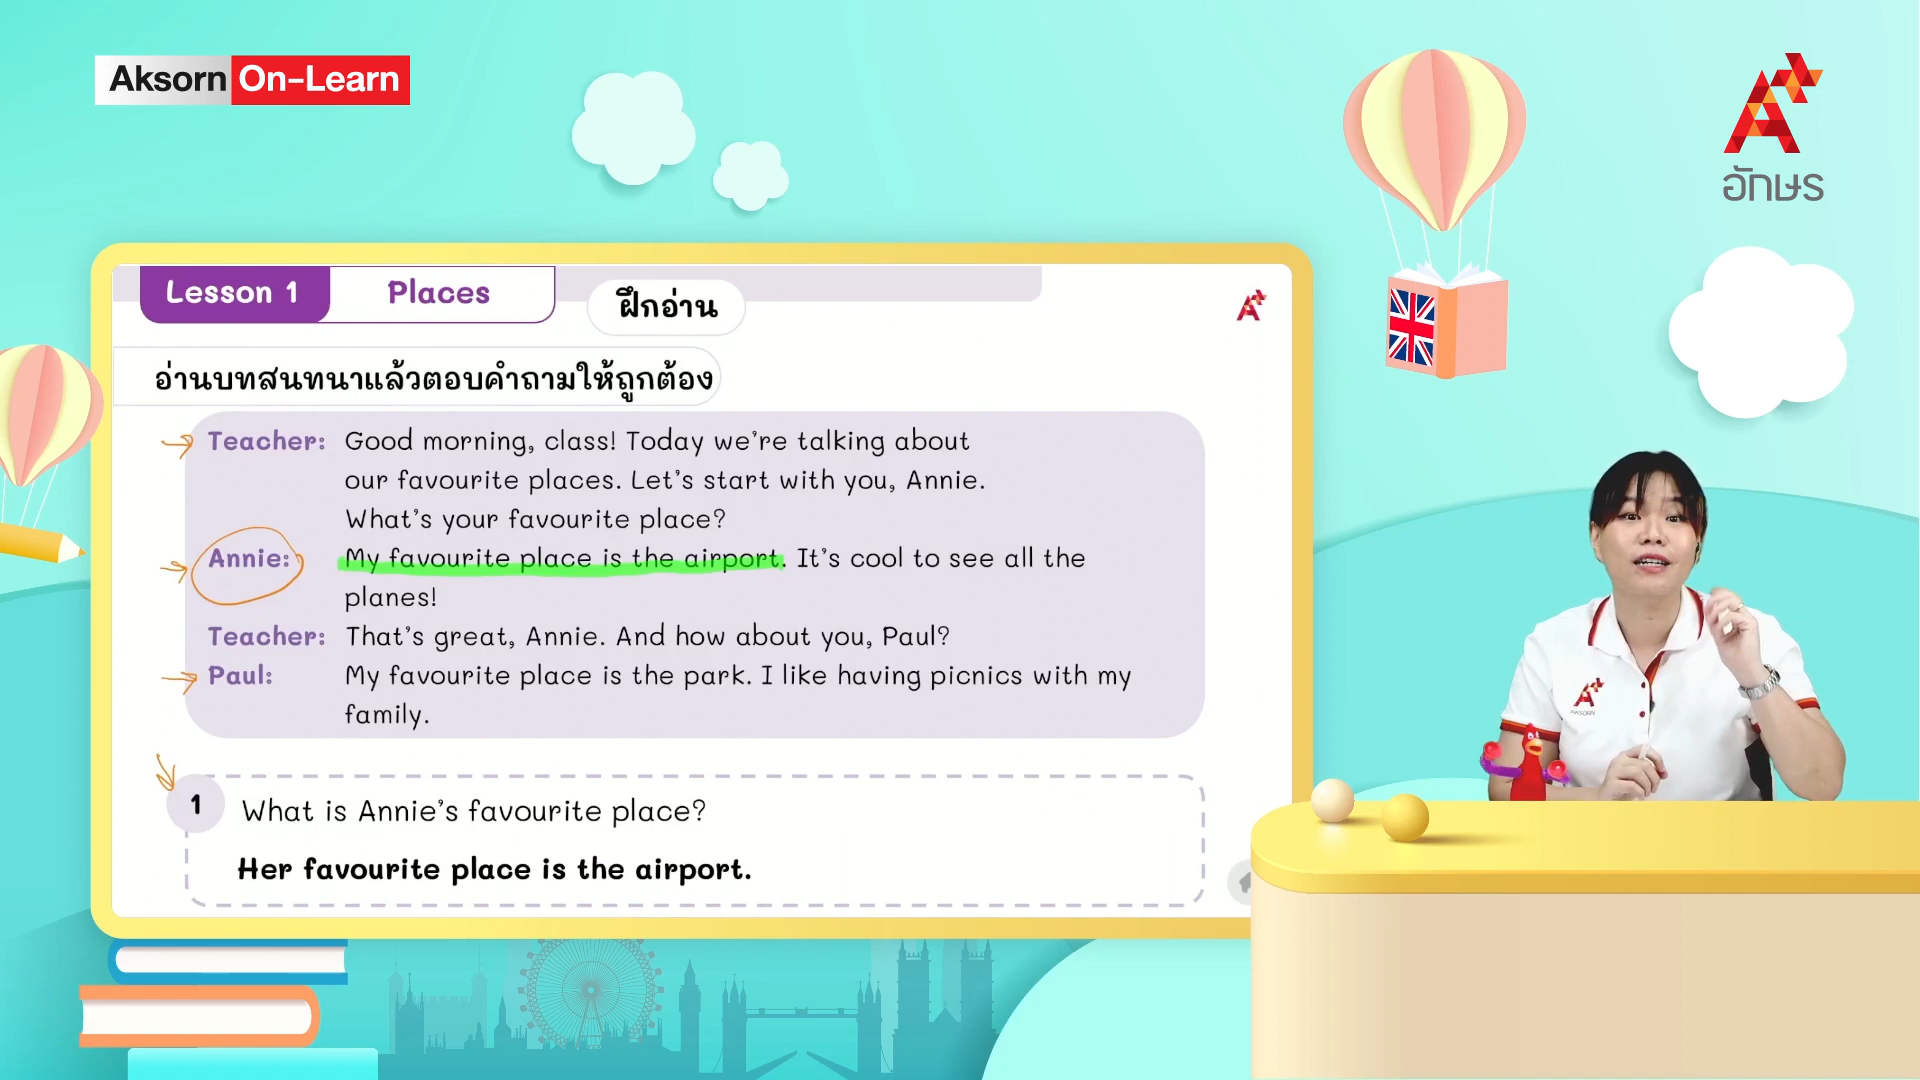 Aksorn On-Learn
อักษร
Lesson 1 Places ฝึกอ่าน
อ่านบทสนทนาแล้วตอบคำถามให้ถูกต้อง
Teacher: Good morning, class! Today we're talking about
our favourite places. Let's start with you, Annie.
What's your favourite place?
Annie: My favourite place is the airport. It's cool to see all the
planes!
Teacher: That's great, Annie. And how about you, Paul?
Paul: My favourite place is the park. I like having picnics with my
family.
1 What is Annie's favourite place?
Her favourite place is the airport.
AKSORN